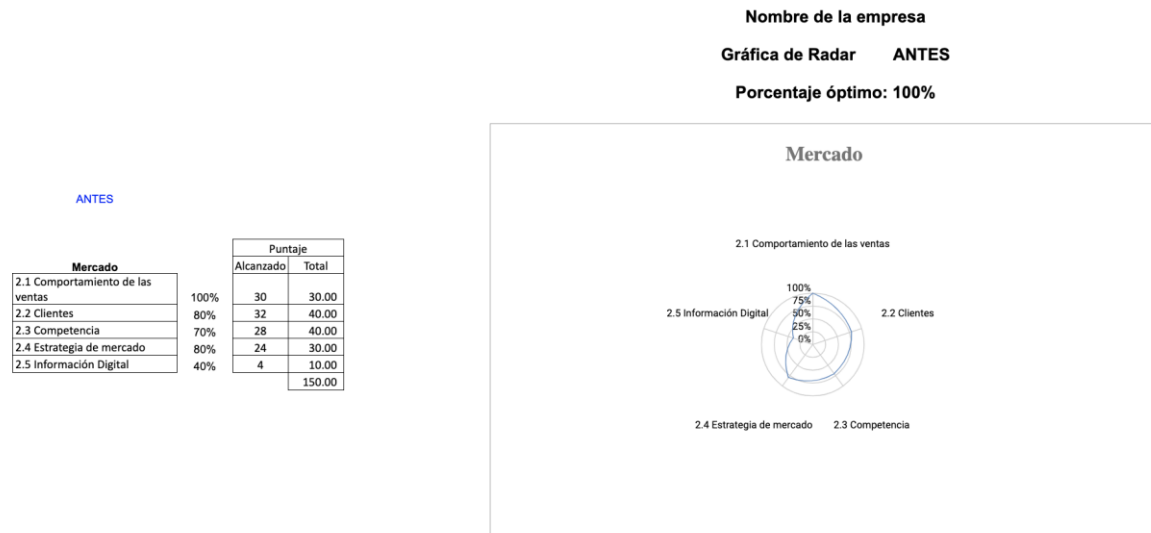 Nombre de la empresa
Gráfica de Radar ANTES
Porcentaje óptimo: 100%
ANTES
Puntaje
Mercado Alcanzado Total
2.1 Comportamiento de las
ventas 100% 30 30.00
2.2 Clientes 80% 32 40.00
2.3 Competencia 70% 28 40.00
2.4 Estrategia de mercado 80% 24 30.00
2.5 Información Digital 40% 4 10.00
150.00
Mercado
2.1 Comportamiento de las ventas
100%
75%
2.5 Información Digital 50% 2.2 Clientes
25%
0%
2.4 Estrategia de mercado 2.3 Competencia